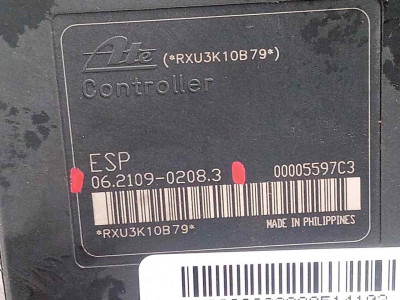 Ate (*RXU3K10B79*)
Controller
ESP
06.2109-0208.3 00005597C3
*RXU3K10B79*
MADE IN
PHILIPPINES